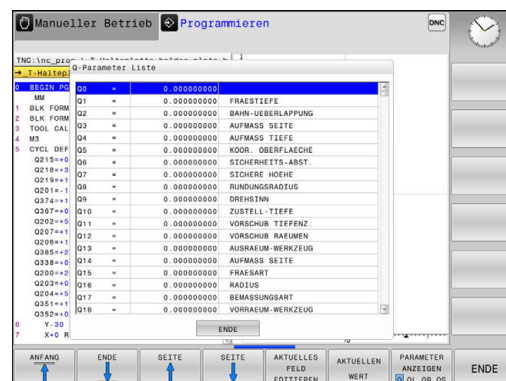 Manueller Betrieb
Programmieren
DNC
Q-Parameter Liste
0 BEGIN PG
MM
1 BLK FORM
2 BLK FORM
3 TOOL CAL
4 M3
5 CYCL DEF
Q215=+0
Q218=+3
Q219=+1
Q201=-1
Q374=+1
Q367=+0
Q202=+5
Q207=+1
Q206=+1
Q385=+2
Q338=+0
Q200=+2
Q203=+0
Q204=+5
Q351=+1
Q352=+0
6 Y-30
7 X+0 R
Q0 = 0.000000000
Q1 = 0.000000000 FRAESTIEFE
Q2 = 0.000000000 BAHN-UEBERLAPPUNG
Q3 = 0.000000000 AUFMASS SEITE
Q4 = 0.000000000 AUFMASS TIEFE
Q5 = 0.000000000 KOOR. OBERFLAECHE
Q6 = 0.000000000 SICHERHEITS-ABST.
Q7 = 0.000000000 SICHERE HOEHE
Q8 = 0.000000000 RUNDUNGSRADIUS
Q9 = 0.000000000 DREHSINN
Q10 = 0.000000000 ZUSTELL-TIEFE
Q11 = 0.000000000 VORSCHUB TIEFENZ.
Q12 = 0.000000000 VORSCHUB RAEUMEN
Q13 = 0.000000000 AUSRAEUM-WERKZEUG
Q14 = 0.000000000 AUFMASS SEITE
Q15 = 0.000000000 FRAESART
Q16 = 0.000000000 RADIUS
Q17 = 0.000000000 BEMASSUNGSART
Q18 = 0.000000000 VORRAEUM-WERKZEUG
ENDE
ANFANG
ENDE
SEITE
SEITE
AKTUELLES
FELD
EDITIEREN
AKTUELLEN
WERT
PARAMETER
ANZEIGEN
Q QL QR QS
ENDE